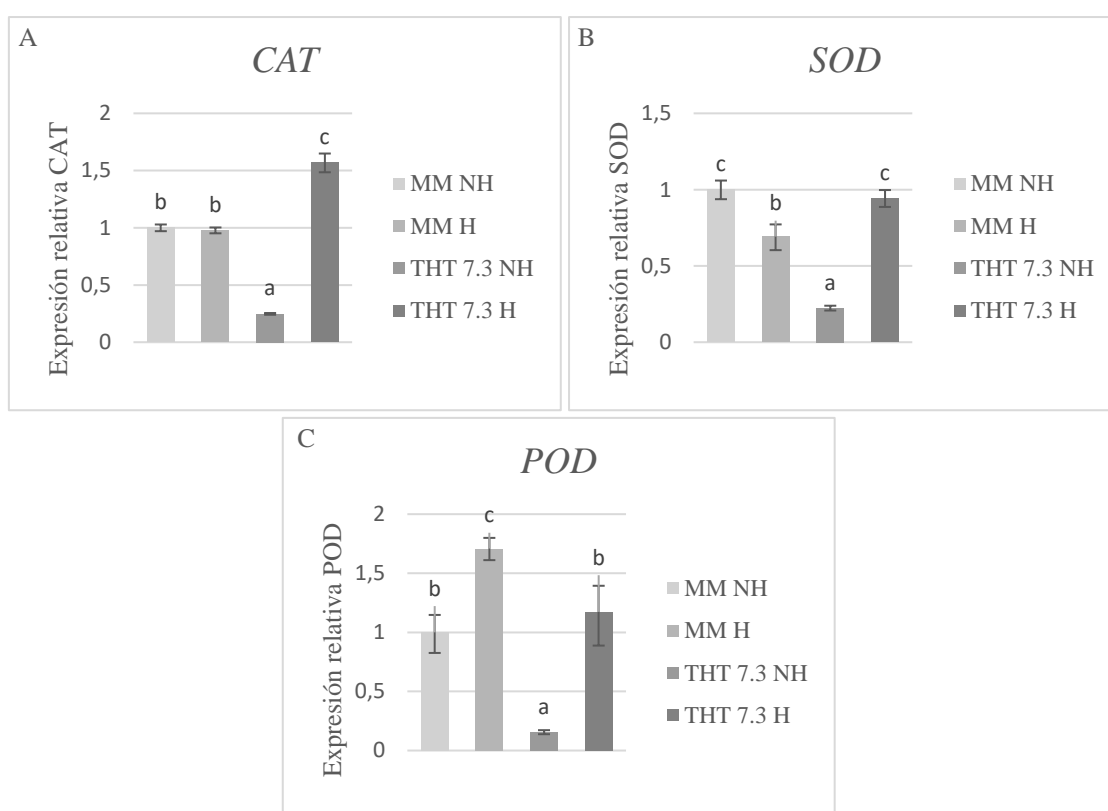 A
CAT
Expresión relativa CAT
2
1,5
1
0,5
0
b
b
a
c
MM NH
MM H
THT 7.3 NH
THT 7.3 H
B
SOD
Expresión relativa SOD
1,5
1
0,5
0
c
b
a
c
MM NH
MM H
THT 7.3 NH
THT 7.3 H
C
POD
Expresión relativa POD
2
1,5
1
0,5
0
b
c
a
b
MM NH
MM H
THT 7.3 NH
THT 7.3 H